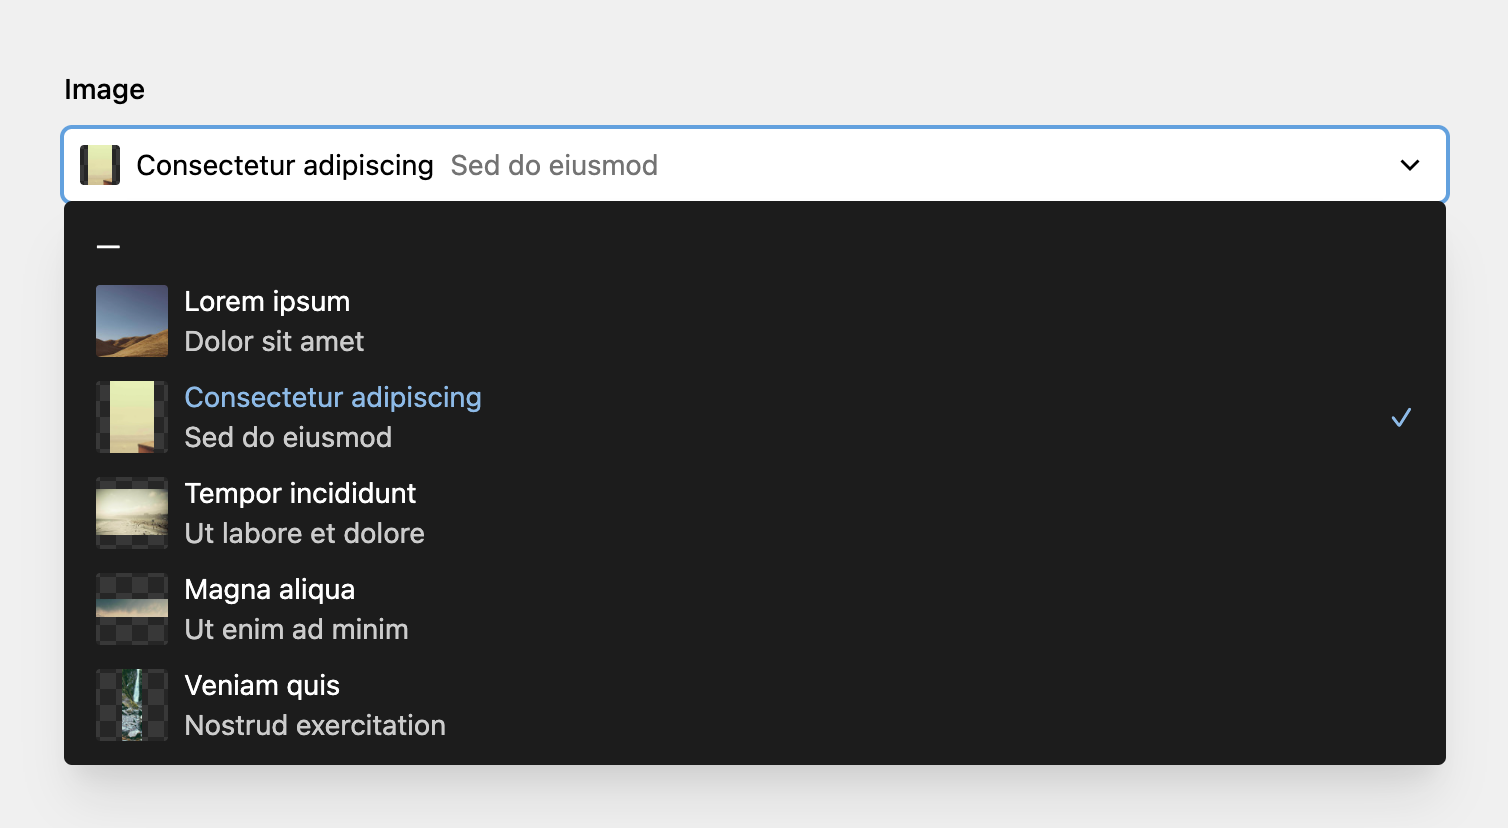 Image
Consectetur adipiscing Sed do eiusmod
—
Lorem ipsum
Dolor sit amet
Consectetur adipiscing
Sed do eiusmod
Tempor incididunt
Ut labore et dolore
Magna aliqua
Ut enim ad minim
Veniam quis
Nostrud exercitation